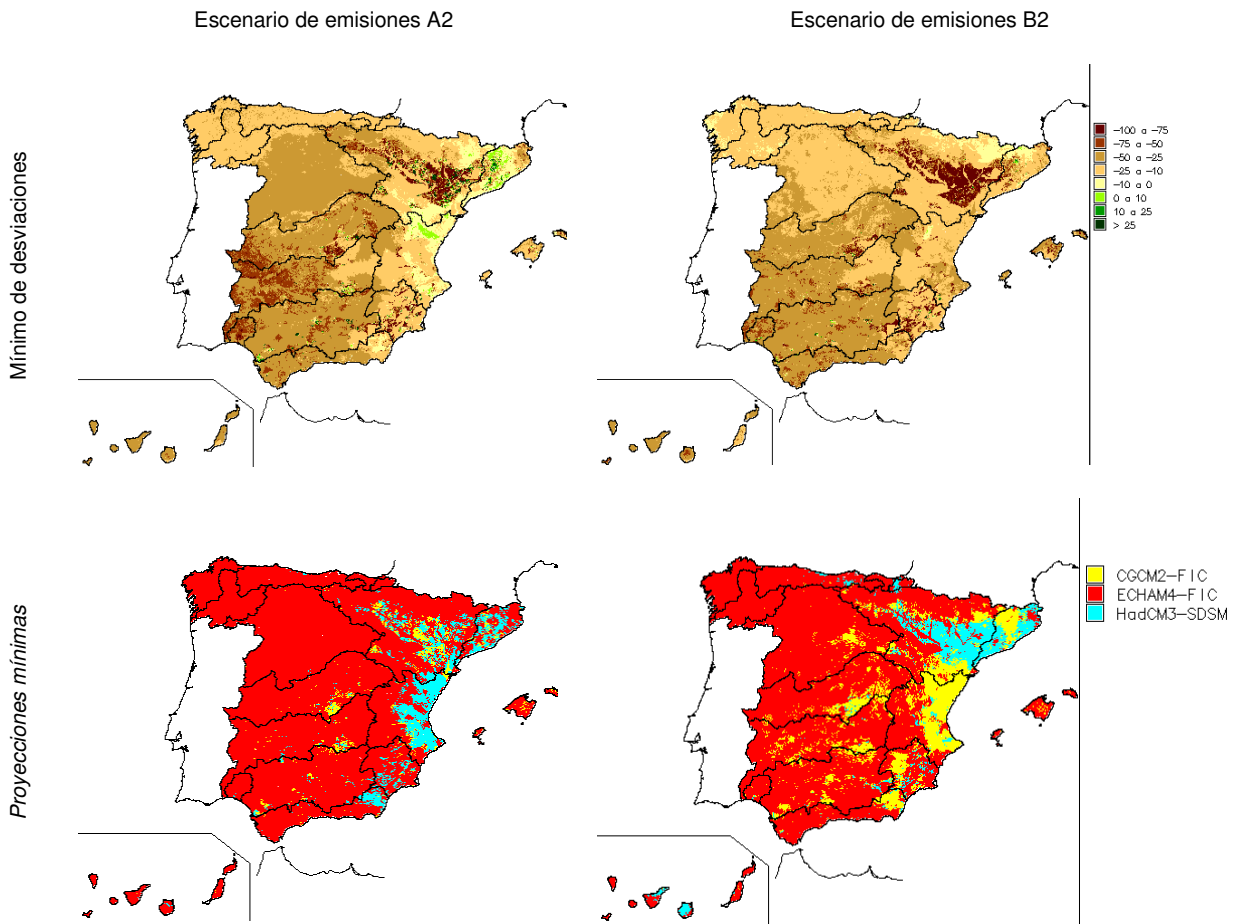 Escenario de emisiones A2
Escenario de emisiones B2
Mínimo de desviaciones
-100 a -75
-75 a -50
-50 a -25
-25 a -10
-10 a 0
0 a 10
10 a 25
> 25
Proyecciones mínimas
CGCM2-FIC
ECHAM4-FIC
HadCM3-SDSM